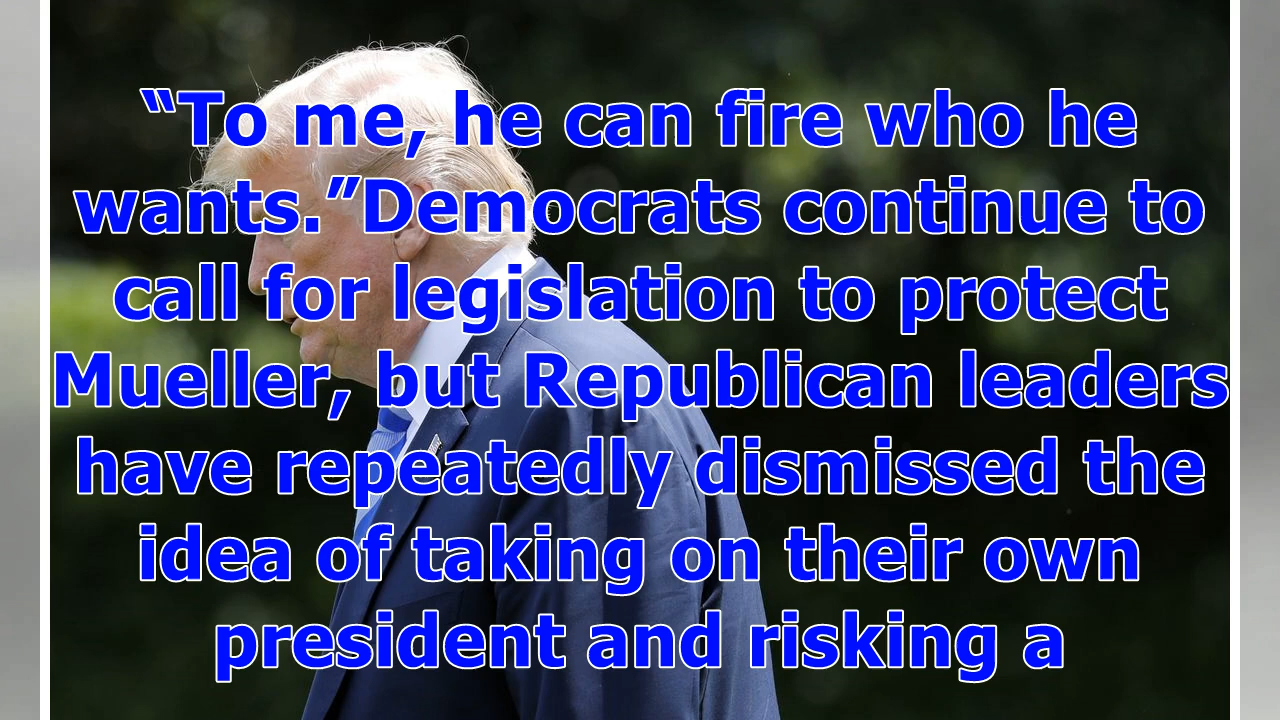 “To me, he can fire who he
wants.”Democrats continue to
call for legislation to protect
Mueller, but Republican leaders
have repeatedly dismissed the
idea of taking on their own
president and risking a